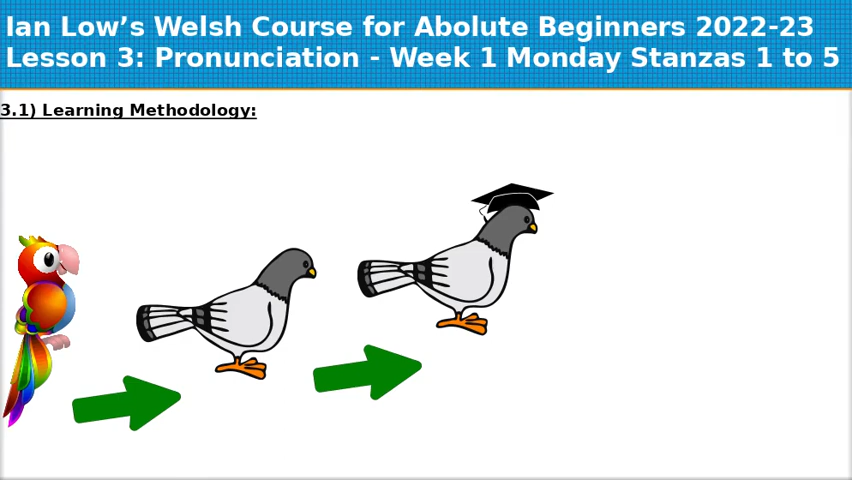 Ian Low’s Welsh Course for Abolute Beginners 2022-23
Lesson 3: Pronunciation - Week 1 Monday Stanzas 1 to 5
3.1) Learning Methodology: